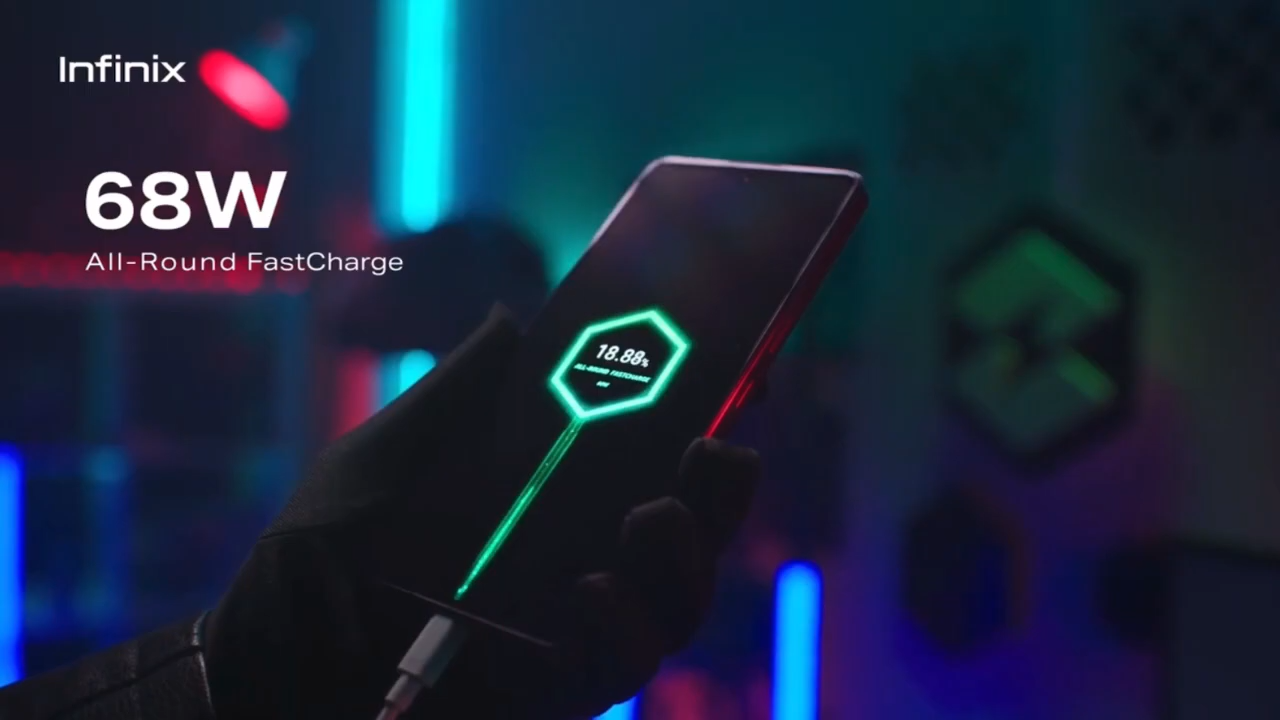 Infinix
68W
All-Round FastCharge
18.88%
ALL-ROUND FASTCHARGE